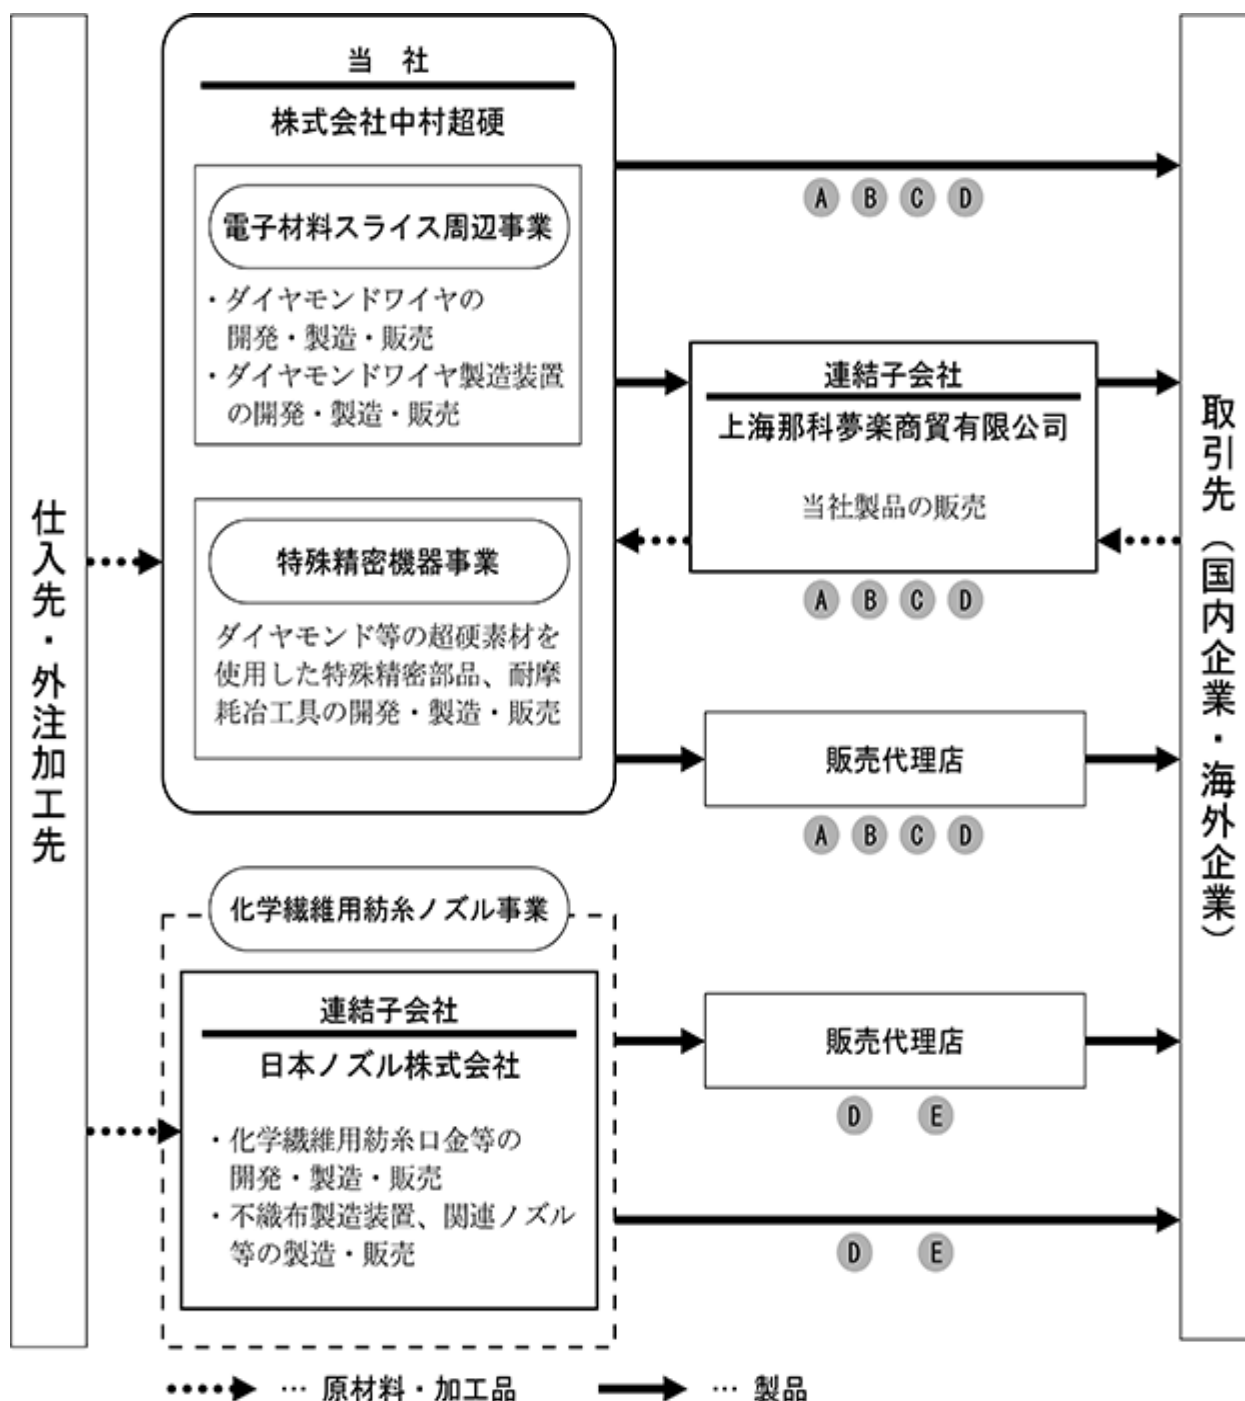 仕入先・外注加工先
当　社
株式会社中村超硬
電子材料スライス周辺事業
・ダイヤモンドワイヤの
開発・製造・販売
・ダイヤモンドワイヤ製造装置
の開発・製造・販売
特殊精密機器事業
ダイヤモンド等の超硬素材を
使用した特殊精密部品、耐摩
耗冶工具の開発・製造・販売
A B C D
連結子会社
上海那科夢楽商貿有限公司
当社製品の販売
A B C D
販売代理店
A B C D
化学繊維用紡糸ノズル事業
連結子会社
日本ノズル株式会社
・化学繊維用紡糸口金等の
開発・製造・販売
・不織布製造装置、関連ノズル
等の製造・販売
販売代理店
D E
D E
取引先（国内企業・海外企業）
… 原材料・加工品
… 製品